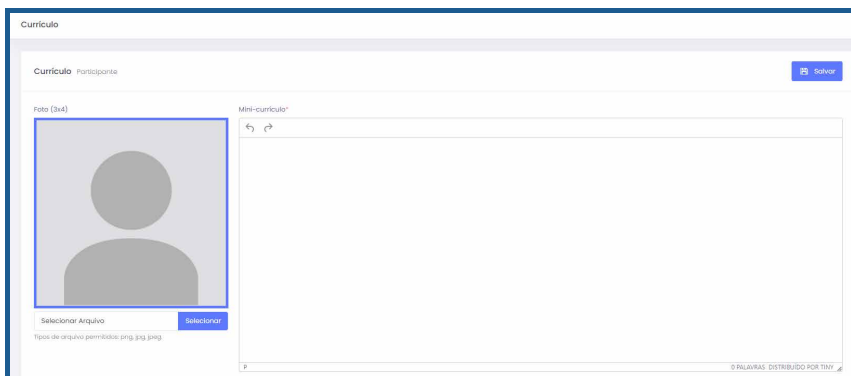 Currículo
Currículo Participante
Salvar
Foto (3x4)
Mini-currículo*
Selecionar Arquivo
Selecionar
Tipos de arquivo permitidos: png, jpg, jpeg.
P
0 PALAVRAS DISTRIBUÍDO POR TINY